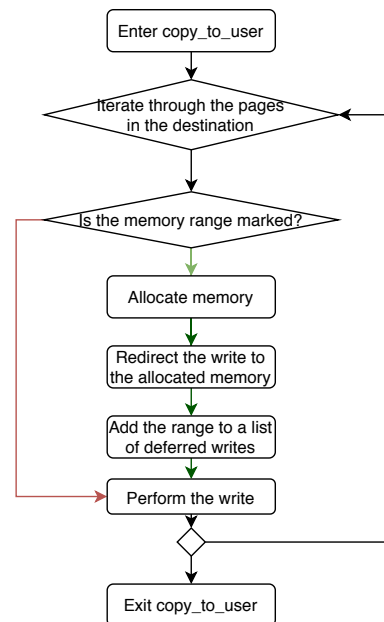 Enter copy_to_user
Iterate through the pages
in the destination
Is the memory range marked?
Allocate memory
Redirect the write to
the allocated memory
Add the range to a list
of deferred writes
Perform the write
Exit copy_to_user